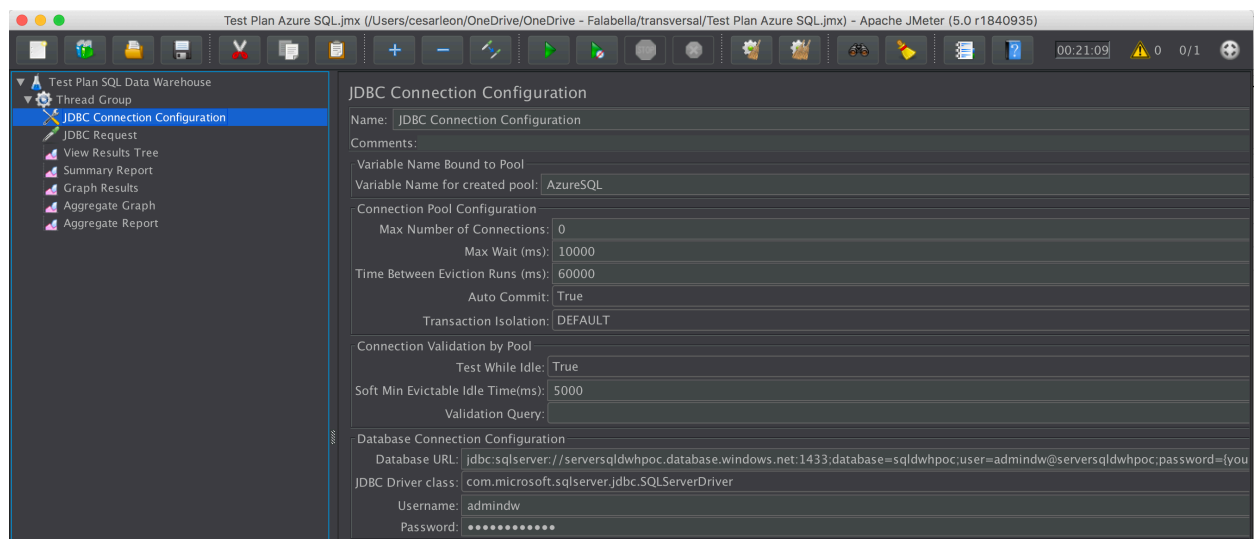 Test Plan Azure SQL.jmx (/Users/cesarleon/OneDrive/OneDrive - Falabella/transversal/Test Plan Azure SQL.jmx) - Apache JMeter (5.0 r1840935)
00:21:09 0 0/1
Test Plan SQL Data Warehouse
Thread Group
JDBC Connection Configuration
JDBC Request
View Results Tree
Summary Report
Graph Results
Aggregate Graph
Aggregate Report
JDBC Connection Configuration
Name: JDBC Connection Configuration
Comments:
Variable Name Bound to Pool
Variable Name for created pool: AzureSQL
Connection Pool Configuration
Max Number of Connections: 0
Max Wait (ms): 10000
Time Between Eviction Runs (ms): 60000
Auto Commit: True
Transaction Isolation: DEFAULT
Connection Validation by Pool
Test While Idle: True
Soft Min Evictable Idle Time(ms): 5000
Validation Query:
Database Connection Configuration
Database URL: jdbc:sqlserver://serversqldwhpoc.database.windows.net:1433;database=sqldwhpoc;user=admindw@serversqldwhpoc;password={you
JDBC Driver class: com.microsoft.sqlserver.jdbc.SQLServerDriver
Username: admindw
Password: ••••••••••••